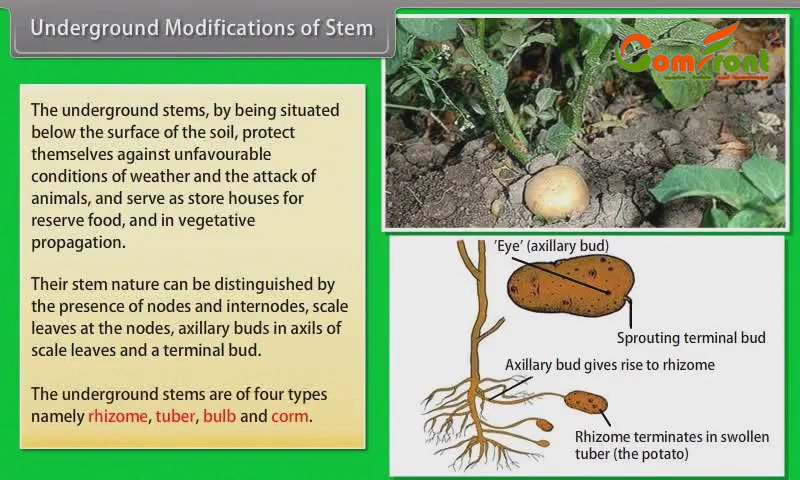 Underground Modifications of Stem
Comfront
The underground stems, by being situated
below the surface of the soil, protect
themselves against unfavourable
conditions of weather and the attack of
animals, and serve as store houses for
reserve food, and in vegetative
propagation.
Their stem nature can be distinguished by
the presence of nodes and internodes, scale
leaves at the nodes, axillary buds in axils of
scale leaves and a terminal bud.
The underground stems are of four types
namely rhizome, tuber, bulb and corm.
'Eye' (axillary bud)
Sprouting terminal bud
Axillary bud gives rise to rhizome
Rhizome terminates in swollen
tuber (the potato)